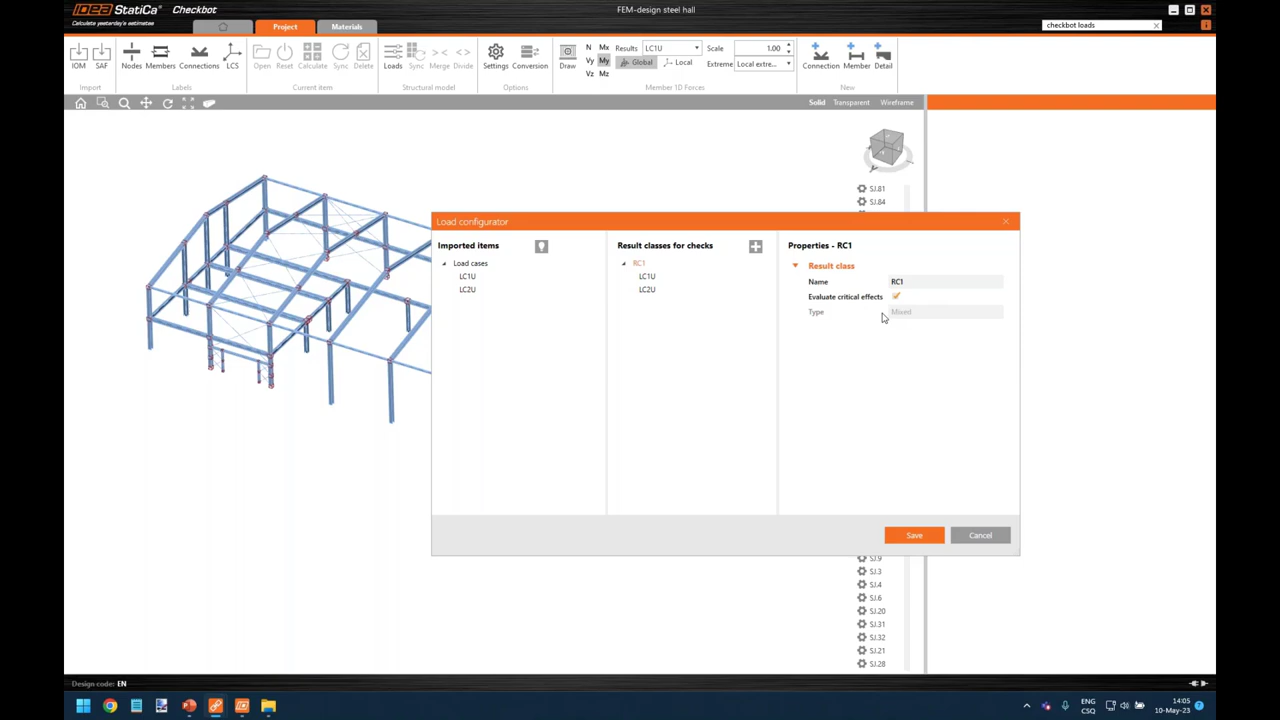 IDEA StatiCa Checkbot
Calculate yesterday's estimates
FEM-design steel hall
checkbot loads
Project
Materials
IOM
SAF
Nodes
Members
Connections
LCS
Open
Reset
Calculate
Sync
Delete
Loads
Sync
Merge
Divide
Settings
Conversion
Draw
N
Mx
Vy
My
Vz
Mz
Results
LC1U
Global
Local
Scale
1.00
Extreme
Local extre...
Connection
Member
Detail
Import
Labels
Current item
Structural model
Options
Member 1D Forces
New
Solid
Transparent
Wireframe
SJ.81
SJ.84
Load configurator
Imported items
Load cases
LC1U
LC2U
Result classes for checks
RC1
LC1U
LC2U
Properties - RC1
Result class
Name
RC1
Evaluate critical effects
Type
Mixed
Save
Cancel
SJ.9
SJ.3
SJ.4
SJ.6
SJ.20
SJ.31
SJ.32
SJ.21
SJ.28
Design code: EN
ENG
CSQ
14:05
10-May-23